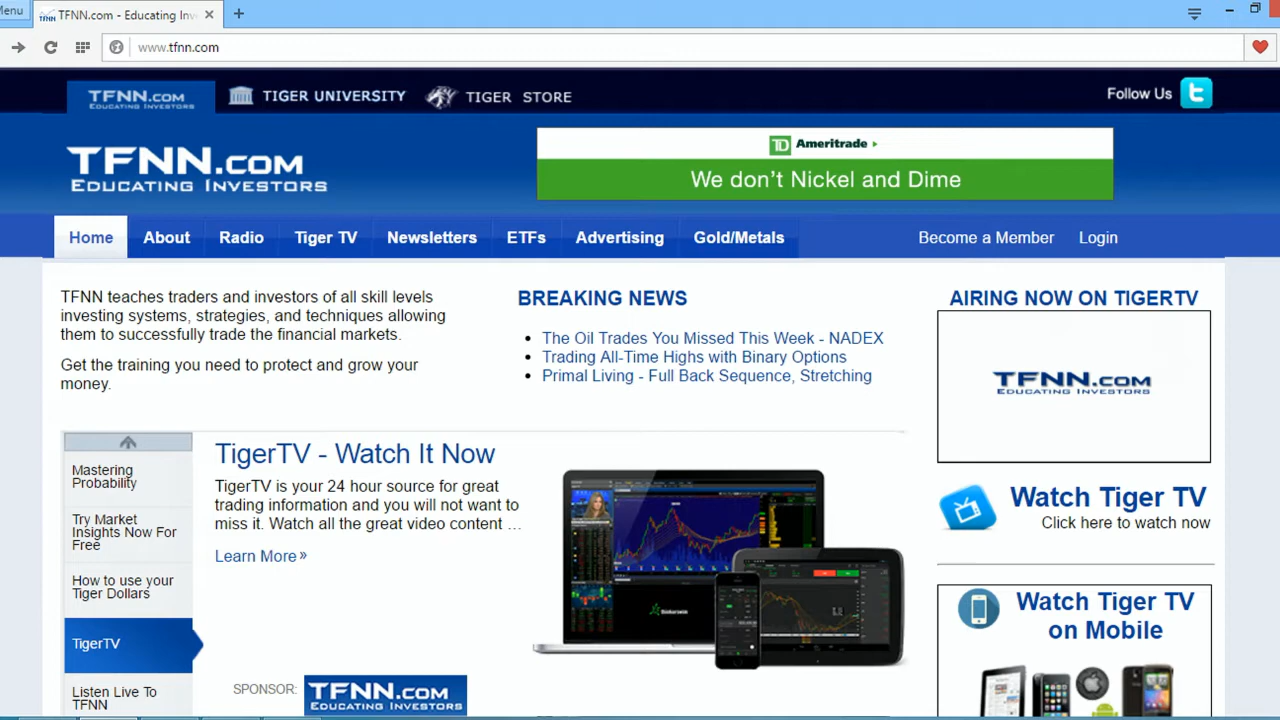 Menu
TFNN.com - Educating Inv
www.tfnn.com
TFNN.COM
EDUCATING INVESTORS
TIGER UNIVERSITY
TIGER STORE
Follow Us
TFNN.COM
EDUCATING INVESTORS
TD Ameritrade
We don't Nickel and Dime
Home About Radio Tiger TV Newsletters ETFs Advertising Gold/Metals Become a Member Login
TFNN teaches traders and investors of all skill levels
investing systems, strategies, and techniques allowing
them to successfully trade the financial markets.
Get the training you need to protect and grow your
money.
BREAKING NEWS
The Oil Trades You Missed This Week - NADEX
Trading All-Time Highs with Binary Options
Primal Living - Full Back Sequence, Stretching
AIRING NOW ON TIGERTV
TFNN.COM
EDUCATING INVESTORS
Watch Tiger TV
Click here to watch now
Watch Tiger TV
on Mobile
Mastering
Probability
Try Market
Insights Now For
Free
How to use your
Tiger Dollars
TigerTV
Listen Live To
TFNN
TigerTV - Watch It Now
TigerTV is your 24 hour source for great
trading information and you will not want to
miss it. Watch all the great video content ...
Learn More »
SPONSOR:
TFNN.COM
EDUCATING INVESTORS